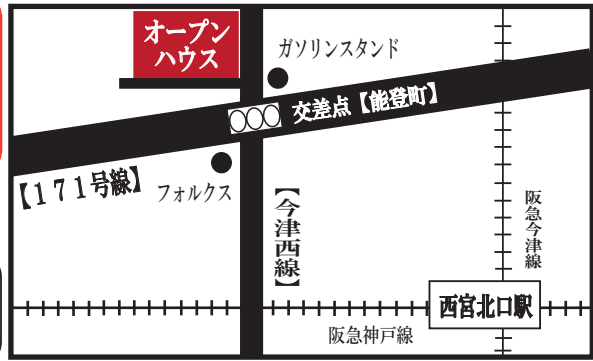 オープン
ハウス
ガソリンスタンド
交差点【能登町】
【171号線】
フォルクス
【今津西線】
阪急今津線
西宮北口駅
阪急神戸線